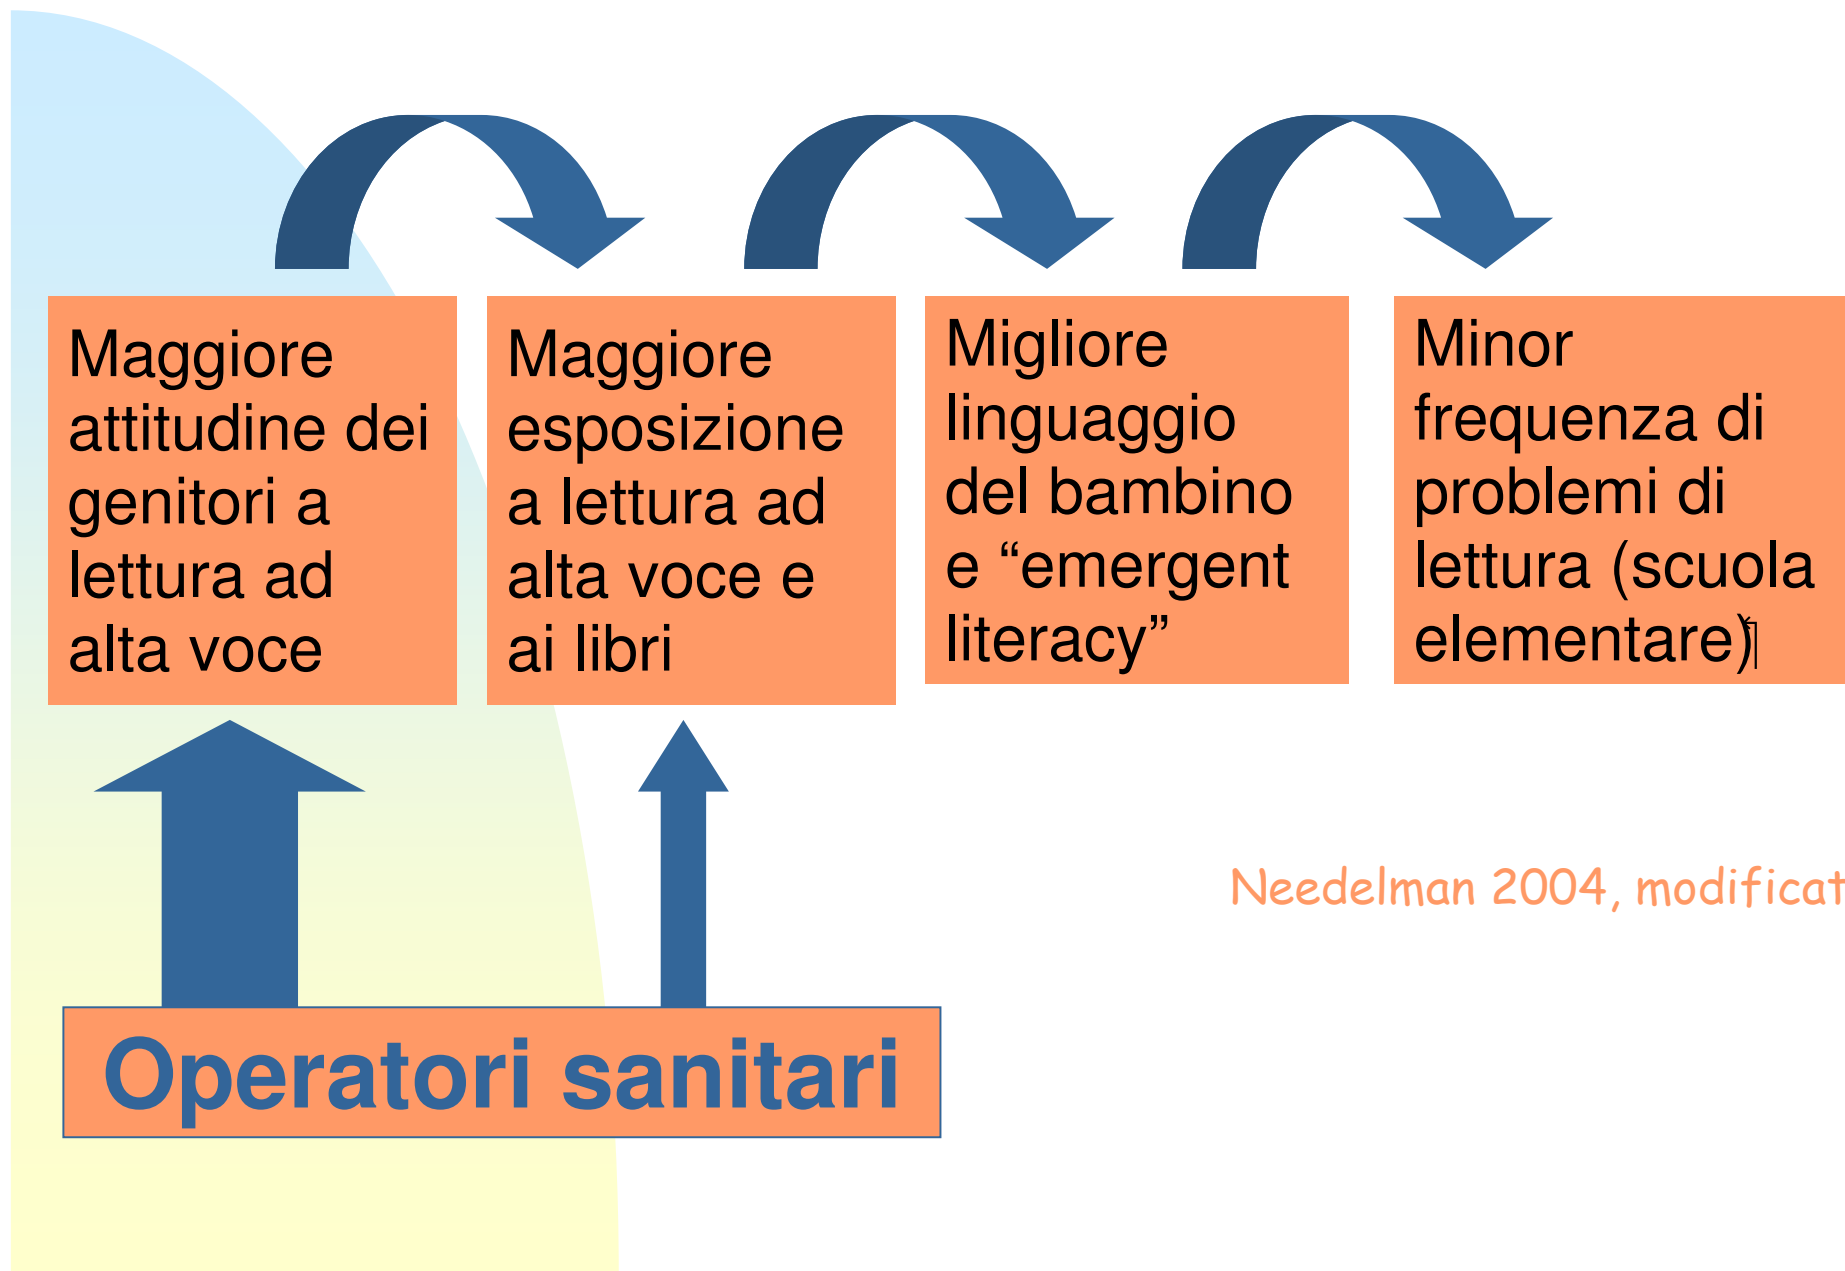 Maggiore
attitudine dei
genitori a
lettura ad
alta voce
Maggiore
esposizione
a lettura ad
alta voce e
ai libri
Migliore
linguaggio
del bambino
e “emergent
literacy”
Minor
frequenza di
problemi di
lettura (scuola
elementare)
Needelman 2004, modificat
Operatori sanitari